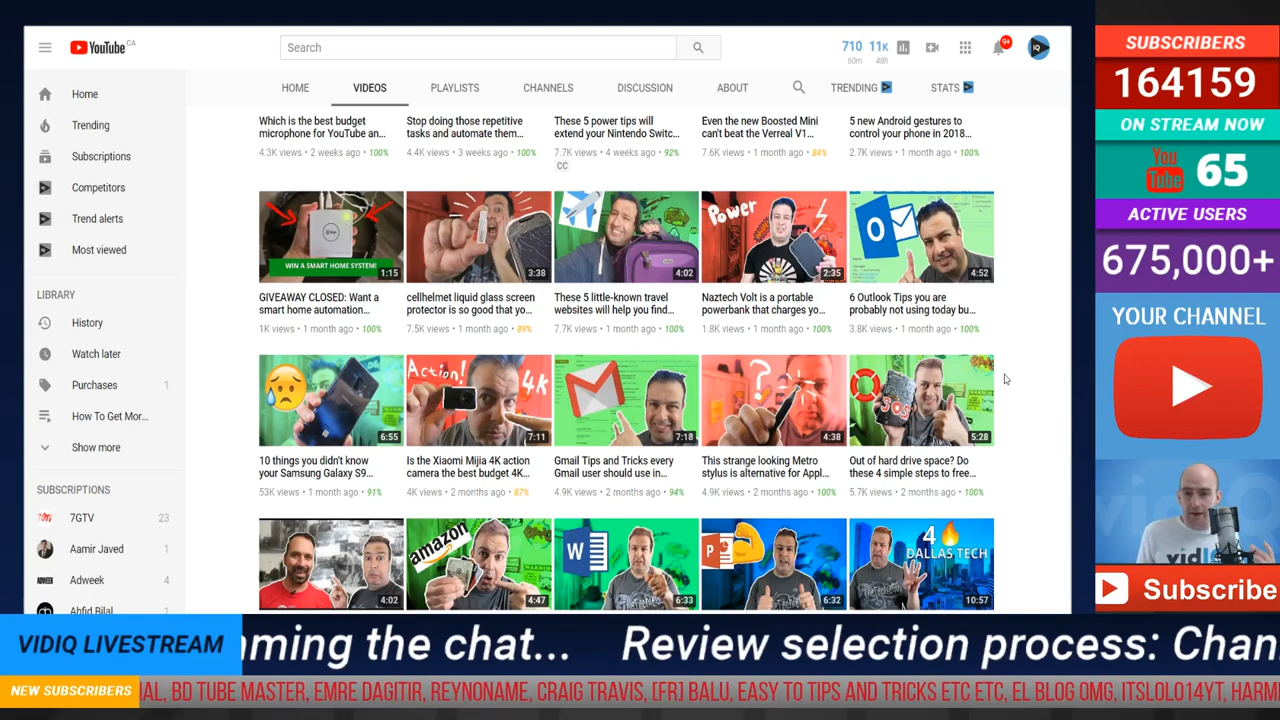 YouTube CA
Search
710 11K
60m 48h
9+
IQ
HOME VIDEOS PLAYLISTS CHANNELS DISCUSSION ABOUT TRENDING STATS
Home
Trending
Subscriptions
Competitors
Trend alerts
Most viewed
LIBRARY
History
Watch later
Purchases 1
How To Get Mor...
Show more
SUBSCRIPTIONS
7GTV 23
Aamir Javed 1
ADWEEK
Adweek 4
Ahfid Bilal 1
Which is the best budget
microphone for YouTube an...
4.3K views • 2 weeks ago • 100%
Stop doing those repetitive
tasks and automate them...
4.4K views • 3 weeks ago • 100%
These 5 power tips will
extend your Nintendo Switc...
7.7K views • 4 weeks ago • 92%
CC
Even the new Boosted Mini
can't beat the Verreal V1...
7.6K views • 1 month ago • 84%
5 new Android gestures to
control your phone in 2018...
2.7K views • 1 month ago • 100%
WIN A SMART HOME SYSTEM!
1:15
GIVEAWAY CLOSED: Want a
smart home automation...
1K views • 1 month ago • 100%
3:38
cellhelmet liquid glass screen
protector is so good that yo...
7.5K views • 1 month ago • 89%
4:02
These 5 little-known travel
websites will help you find...
7.7K views • 1 month ago • 100%
Power
2:35
Naztech Volt is a portable
powerbank that charges yo...
1.8K views • 1 month ago • 100%
4:52
6 Outlook Tips you are
probably not using today bu...
3.8K views • 1 month ago • 100%
6:55
10 things you didn't know
your Samsung Galaxy S9...
53K views • 1 month ago • 91%
Action!
4K
7:11
Is the Xiaomi Mijia 4K action
camera the best budget 4K...
4K views • 2 months ago • 87%
7:18
Gmail Tips and Tricks every
Gmail user should use in...
4.9K views • 2 months ago • 94%
? -
4:38
This strange looking Metro
stylus is alternative for Appl...
4.9K views • 2 months ago • 100%
SOS
5:28
Out of hard drive space? Do
these 4 simple steps to free...
5.7K views • 2 months ago • 100%
4:02
amazon
4:47
W
6:33
P
6:32
4
DALLAS TECH
10:57
SUBSCRIBERS
164159
ON STREAM NOW
YouTube 65
ACTIVE USERS
675,000+
YOUR CHANNEL
Subscribe
VIDIQ LIVESTREAM
mming the chat... Review selection process: Chan
NEW SUBSCRIBERS
IAL, BD TUBE MASTER, EMRE DAGITIR, REYNONAME, CRAIG TRAVIS, [FR] BALU, EASY TO TIPS AND TRICKS ETC ETC, EL BLOG OMG, ITSLOLO14YT, HARM